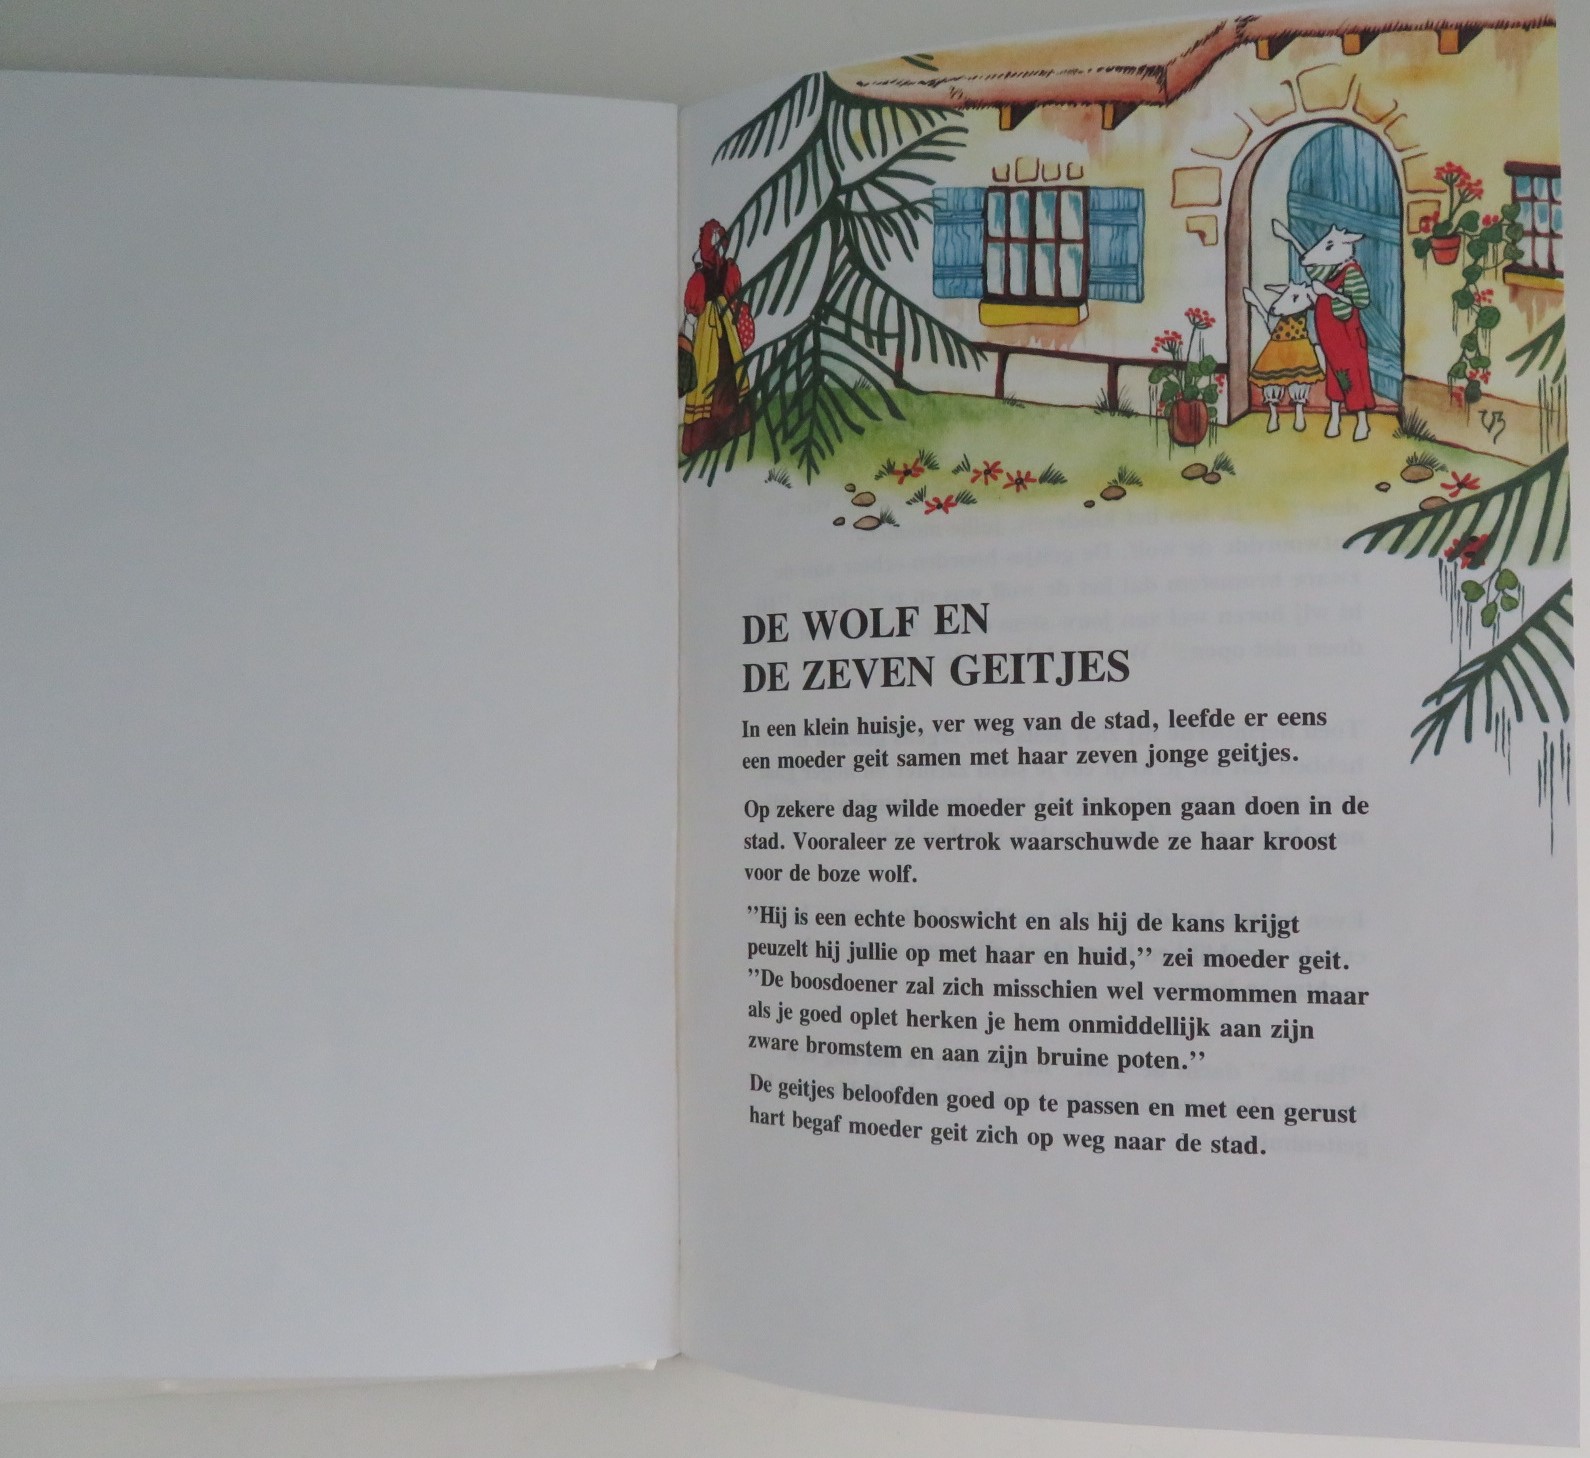 DE WOLF EN
DE ZEVEN GEITJES
In een klein huisje, ver weg van de stad, leefde er eens
een moeder geit samen met haar zeven jonge geitjes.
Op zekere dag wilde moeder geit inkopen gaan doen in de
stad. Vooraleer ze vertrok waarschuwde ze haar kroost
voor de boze wolf.
”Hij is een echte booswicht en als hij de kans krijgt
peuzelt hij jullie op met haar en huid,” zei moeder geit.
”De boosdoener zal zich misschien wel vermommen maar
als je goed oplet herken je hem onmiddellijk aan zijn
zware bromstem en aan zijn bruine poten.”
De geitjes beloofden goed op te passen en met een gerust
hart begaf moeder geit zich op weg naar de stad.